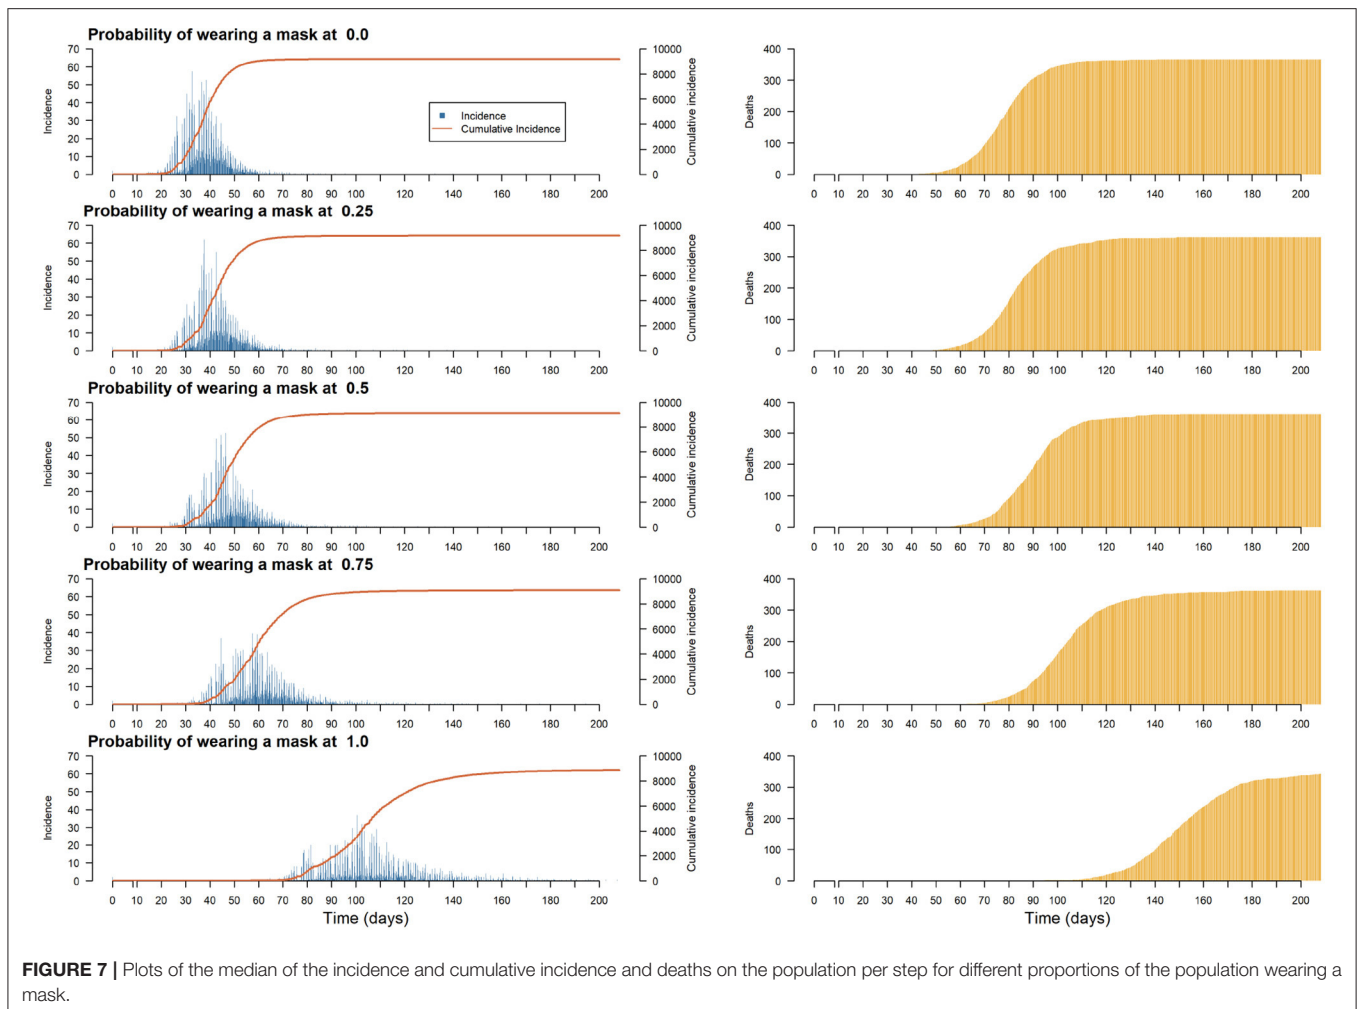 Probability of wearing a mask at 0.0
70
60
50
40
30
20
10
0
Incidence
0 10 20 30 40 50 60 70 80 90 100 120 140 160 180 200
10000
8000
6000
4000
2000
0
Cumulative incidence
Incidence
Cumulative Incidence
400
300
200
100
0
Deaths
0 10 20 30 40 50 60 70 80 90 100 120 140 160 180 200
Probability of wearing a mask at 0.25
70
60
50
40
30
20
10
0
Incidence
0 10 20 30 40 50 60 70 80 90 100 120 140 160 180 200
10000
8000
6000
4000
2000
0
Cumulative incidence
400
300
200
100
0
Deaths
0 10 20 30 40 50 60 70 80 90 100 120 140 160 180 200
Probability of wearing a mask at 0.5
70
60
50
40
30
20
10
0
Incidence
0 10 20 30 40 50 60 70 80 90 100 120 140 160 180 200
10000
8000
6000
4000
2000
0
Cumulative incidence
400
300
200
100
0
Deaths
0 10 20 30 40 50 60 70 80 90 100 120 140 160 180 200
Probability of wearing a mask at 0.75
70
60
50
40
30
20
10
0
Incidence
0 10 20 30 40 50 60 70 80 90 100 120 140 160 180 200
10000
8000
6000
4000
2000
0
Cumulative incidence
400
300
200
100
0
Deaths
0 10 20 30 40 50 60 70 80 90 100 120 140 160 180 200
Probability of wearing a mask at 1.0
70
60
50
40
30
20
10
0
Incidence
0 10 20 30 40 50 60 70 80 90 100 120 140 160 180 200
Time (days)
10000
8000
6000
4000
2000
0
Cumulative incidence
400
300
200
100
0
Deaths
0 10 20 30 40 50 60 70 80 90 100 120 140 160 180 200
Time (days)
FIGURE 7 | Plots of the median of the incidence and cumulative incidence and deaths on the population per step for different proportions of the population wearing a
mask.